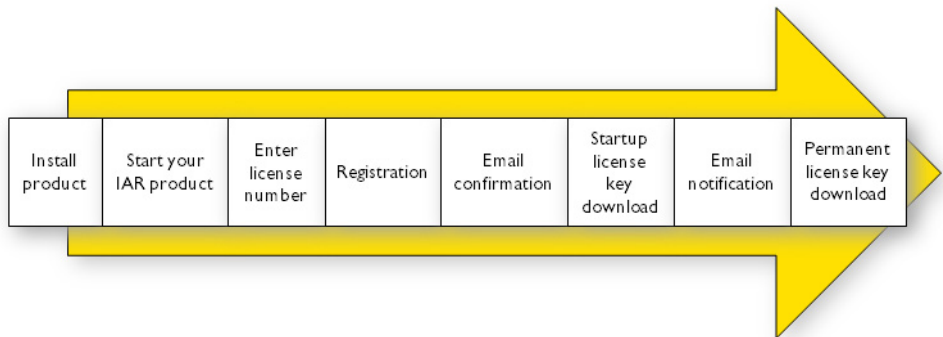 Install
product
Start your
IAR product
Enter
license
number
Registration
Email
confirmation
Startup
license
key
download
Email
notification
Permanent
license key
download